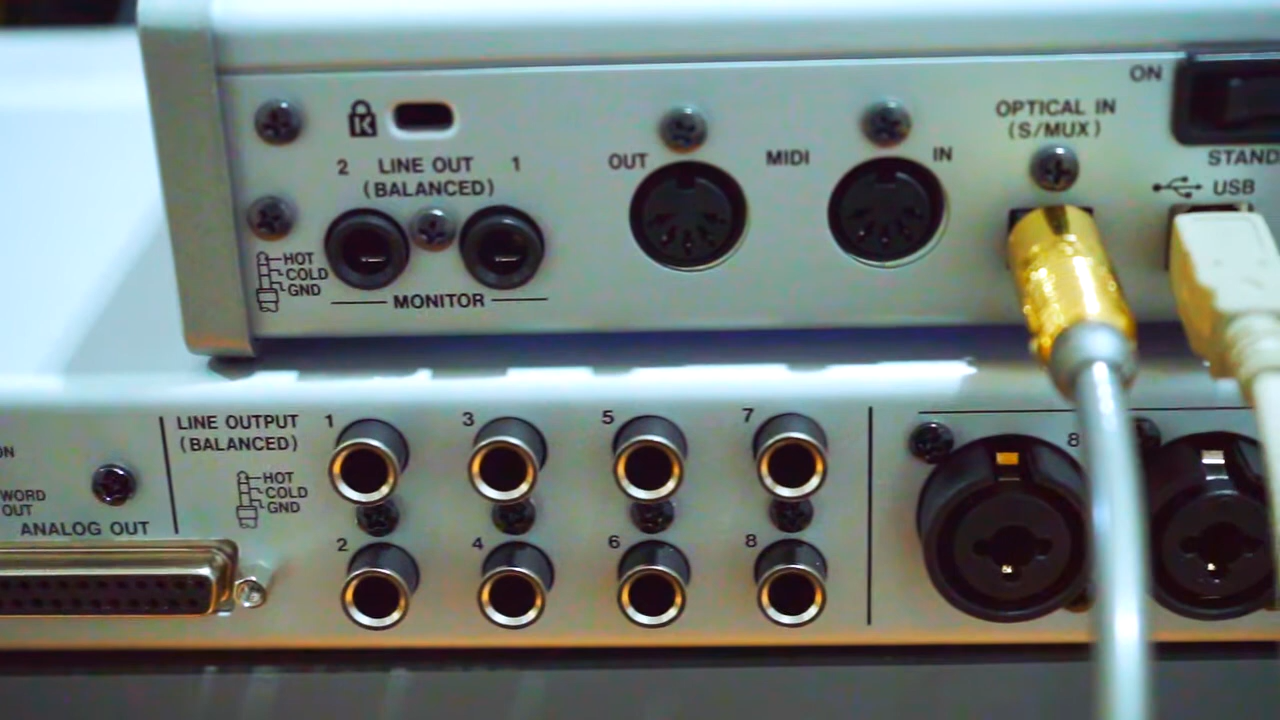 ON
OPTICAL IN
(S/MUX)
K
2 LINE OUT 1
(BALANCED)
OUT MIDI IN
STAND
USB
HOT
COLD
GND
MONITOR
LINE OUTPUT
(BALANCED)
1 3 5 7
HOT
COLD
GND
ON
WORD
OUT
ANALOG OUT
2 4 6 8
8